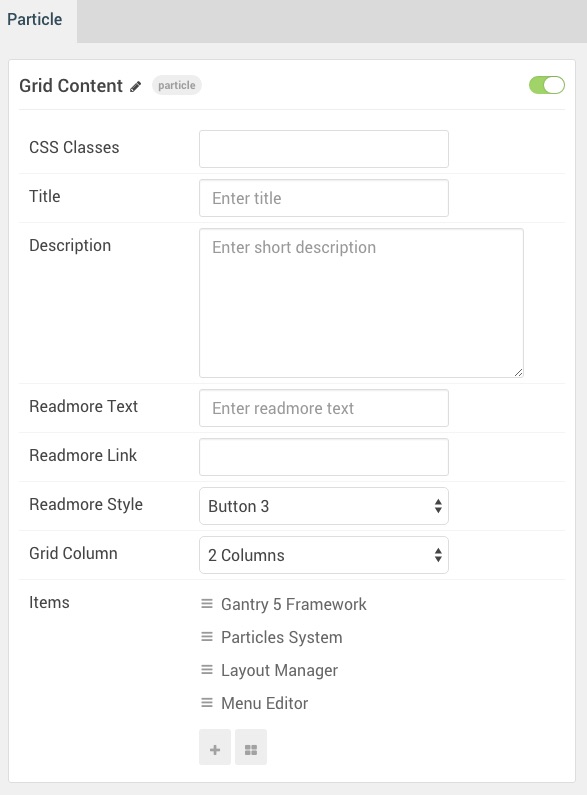 Particle
Grid Content particle
CSS Classes
Title Enter title
Description Enter short description
Readmore Text Enter readmore text
Readmore Link
Readmore Style Button 3
Grid Column 2 Columns
Items Gantry 5 Framework
Particles System
Layout Manager
Menu Editor